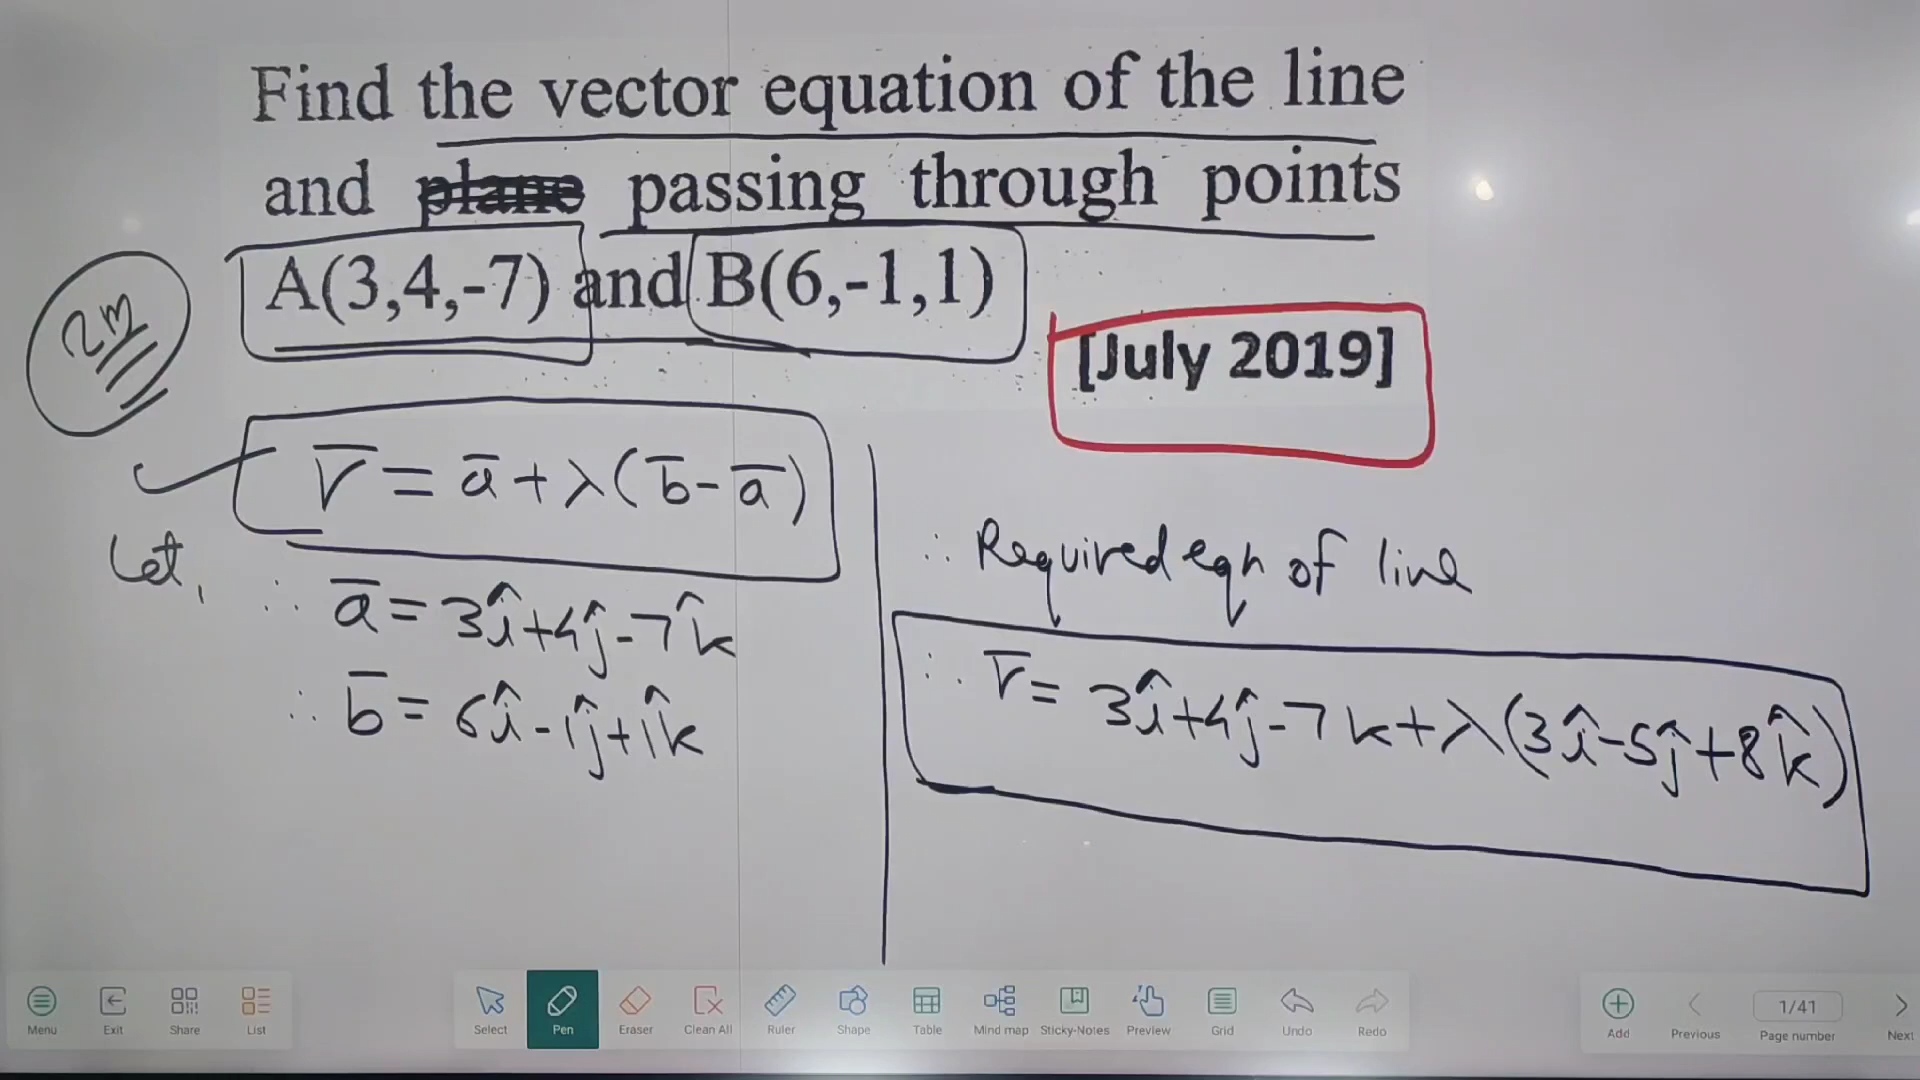 Find the vector equation of the line
and plane passing through points
A(3,4,-7) and B(6,-1,1)
2m
[July 2019]
r̅ = a̅ + λ(b̅ - a̅)
Let,
∴ a̅ = 3î+4ĵ-7k̂
∴ b̅ = 6î-1ĵ+1k̂
∴ Required eqn of line
∴ r̅ = 3î+4ĵ-7k+λ(3î-5ĵ+8k̂)
Menu Exit Share List Select Pen Eraser Clean All Ruler Shape Table Mind map Sticky-Notes Preview Grid Undo Redo Add Previous 1/41 Page number Next